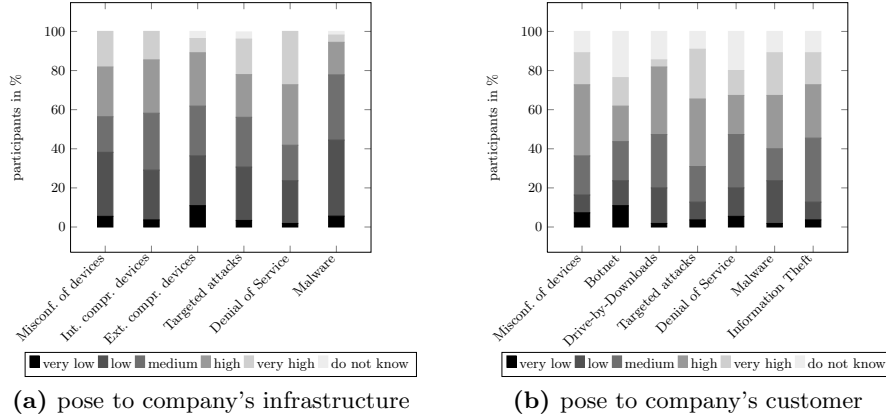 100
80
60
40
20
0
participants in %
Misconf. of devices
Int. compr. devices
Ext. compr. devices
Targeted attacks
Denial of Service
Malware
very low low medium high very high do not know
(a) pose to company's infrastructure
100
80
60
40
20
0
participants in %
Misconf. of devices
Botnet
Drive-by-Downloads
Targeted attacks
Denial of Service
Malware
Information Theft
very low low medium high very high do not know
(b) pose to company's customer